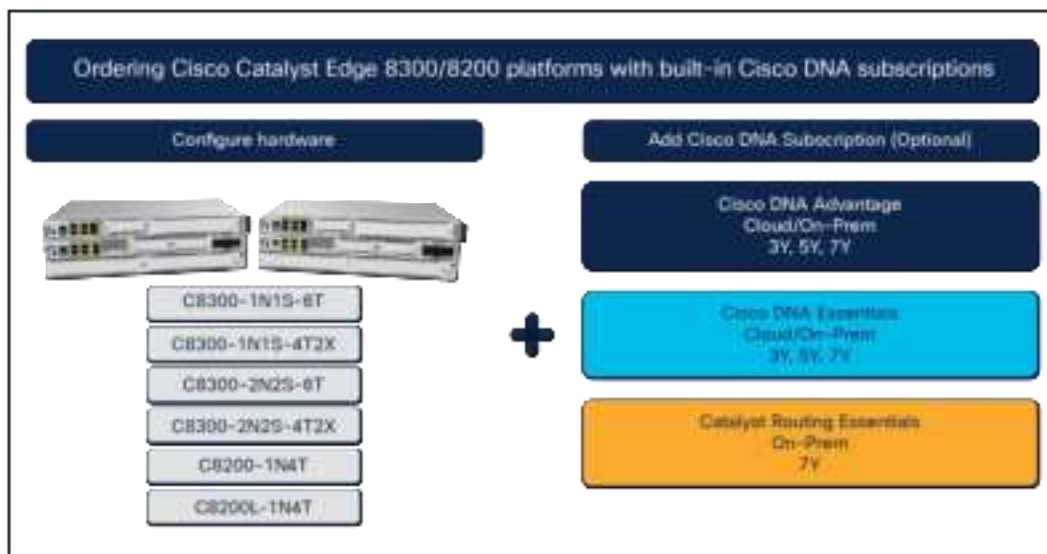 Ordering Cisco Catalyst Edge 8300/8200 platforms with built-in Cisco DNA subscriptions
Configure hardware
C8300-1N1S-6T
C8300-1N1S-4T2X
C8300-2N2S-6T
C8300-2N2S-4T2X
C8200-1N4T
C8200L-1N4T
Add Cisco DNA Subscription (Optional)
Cisco DNA Advantage
Cloud/On-Prem
3Y, 5Y, 7Y
Cisco DNA Essentials
Cloud/On-Prem
3Y, 5Y, 7Y
Catalyst Routing Essentials
On-Prem
7Y